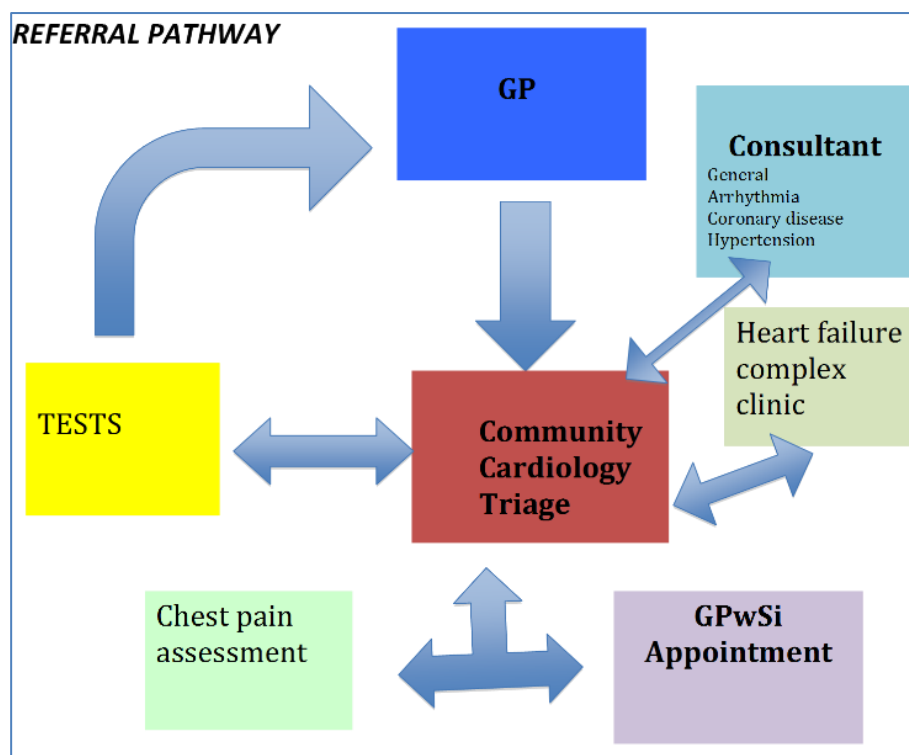 REFERRAL PATHWAY
GP
Consultant
General
Arrhythmia
Coronary disease
Hypertension
Heart failure
complex
clinic
TESTS
Community
Cardiology
Triage
Chest pain
assessment
GPwSi
Appointment